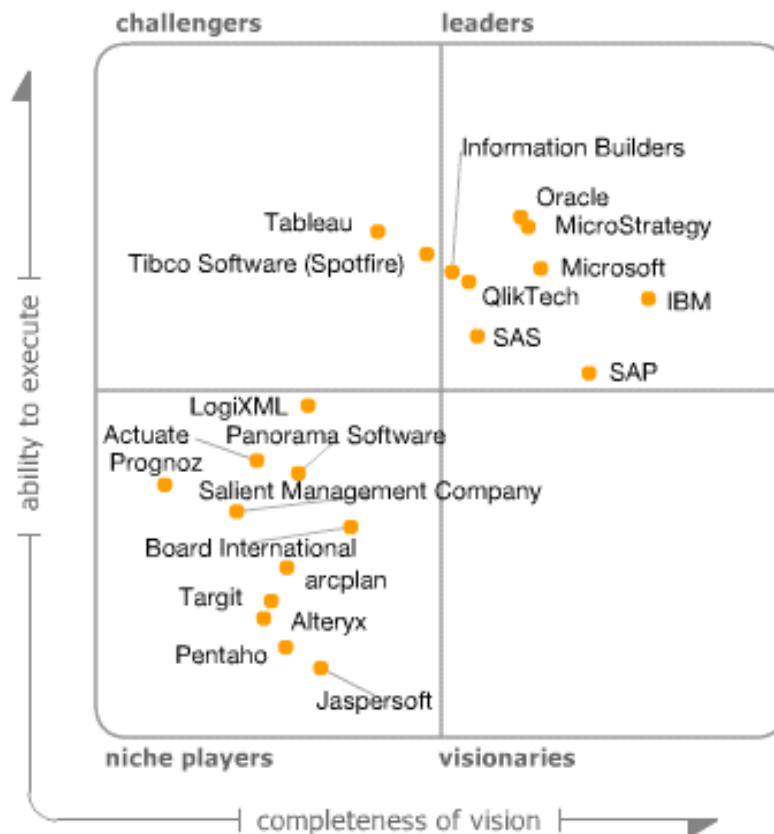 challengers
leaders
Information Builders
Oracle
Tableau
MicroStrategy
Tibco Software (Spotfire)
Microsoft
QlikTech
IBM
SAS
SAP
LogiXML
Actuate
Panorama Software
Prognoz
Salient Management Company
Board International
arcplan
Targit
Alteryx
Pentaho
Jaspersoft
niche players
visionaries
ability to execute
completeness of vision